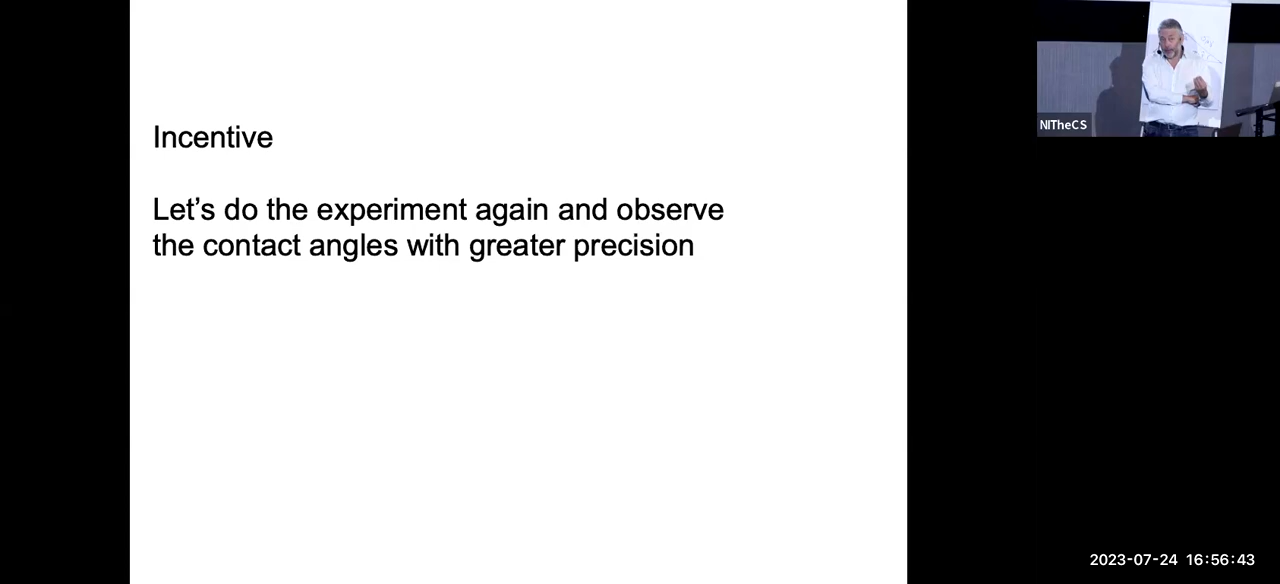 Incentive
Let’s do the experiment again and observe
the contact angles with greater precision
NITheCS
2023-07-24 16:56:43